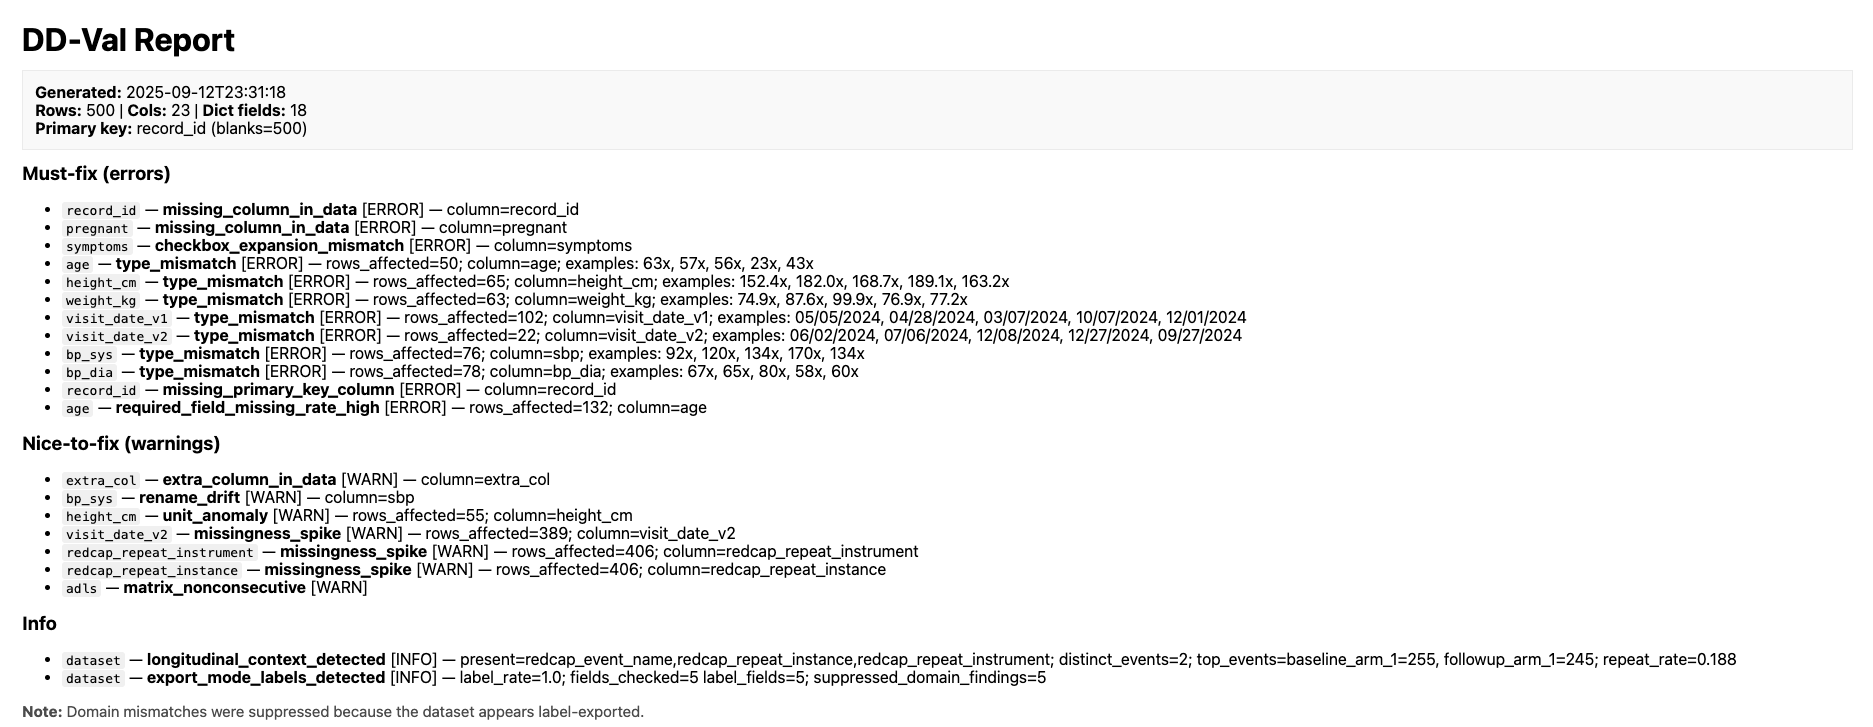 DD-Val Report
Generated: 2025-09-12T23:31:18
Rows: 500 | Cols: 23 | Dict fields: 18
Primary key: record_id (blanks=500)
Must-fix (errors)
• record_id — missing_column_in_data [ERROR] — column=record_id
• pregnant — missing_column_in_data [ERROR] — column=pregnant
• symptoms — checkbox_expansion_mismatch [ERROR] — column=symptoms
• age — type_mismatch [ERROR] — rows_affected=50; column=age; examples: 63x, 57x, 56x, 23x, 43x
• height_cm — type_mismatch [ERROR] — rows_affected=65; column=height_cm; examples: 152.4x, 182.0x, 168.7x, 189.1x, 163.2x
• weight_kg — type_mismatch [ERROR] — rows_affected=63; column=weight_kg; examples: 74.9x, 87.6x, 99.9x, 76.9x, 77.2x
• visit_date_v1 — type_mismatch [ERROR] — rows_affected=102; column=visit_date_v1; examples: 05/05/2024, 04/28/2024, 03/07/2024, 10/07/2024, 12/01/2024
• visit_date_v2 — type_mismatch [ERROR] — rows_affected=22; column=visit_date_v2; examples: 06/02/2024, 07/06/2024, 12/08/2024, 12/27/2024, 09/27/2024
• bp_sys — type_mismatch [ERROR] — rows_affected=76; column=sbp; examples: 92x, 120x, 134x, 170x, 134x
• bp_dia — type_mismatch [ERROR] — rows_affected=78; column=bp_dia; examples: 67x, 65x, 80x, 58x, 60x
• record_id — missing_primary_key_column [ERROR] — column=record_id
• age — required_field_missing_rate_high [ERROR] — rows_affected=132; column=age
Nice-to-fix (warnings)
• extra_col — extra_column_in_data [WARN] — column=extra_col
• bp_sys — rename_drift [WARN] — column=sbp
• height_cm — unit_anomaly [WARN] — rows_affected=55; column=height_cm
• visit_date_v2 — missingness_spike [WARN] — rows_affected=389; column=visit_date_v2
• redcap_repeat_instrument — missingness_spike [WARN] — rows_affected=406; column=redcap_repeat_instrument
• redcap_repeat_instance — missingness_spike [WARN] — rows_affected=406; column=redcap_repeat_instance
• adls — matrix_nonconsecutive [WARN]
Info
• dataset — longitudinal_context_detected [INFO] — present=redcap_event_name,redcap_repeat_instance,redcap_repeat_instrument; distinct_events=2; top_events=baseline_arm_1=255, followup_arm_1=245; repeat_rate=0.188
• dataset — export_mode_labels_detected [INFO] — label_rate=1.0; fields_checked=5 label_fields=5; suppressed_domain_findings=5
Note: Domain mismatches were suppressed because the dataset appears label-exported.